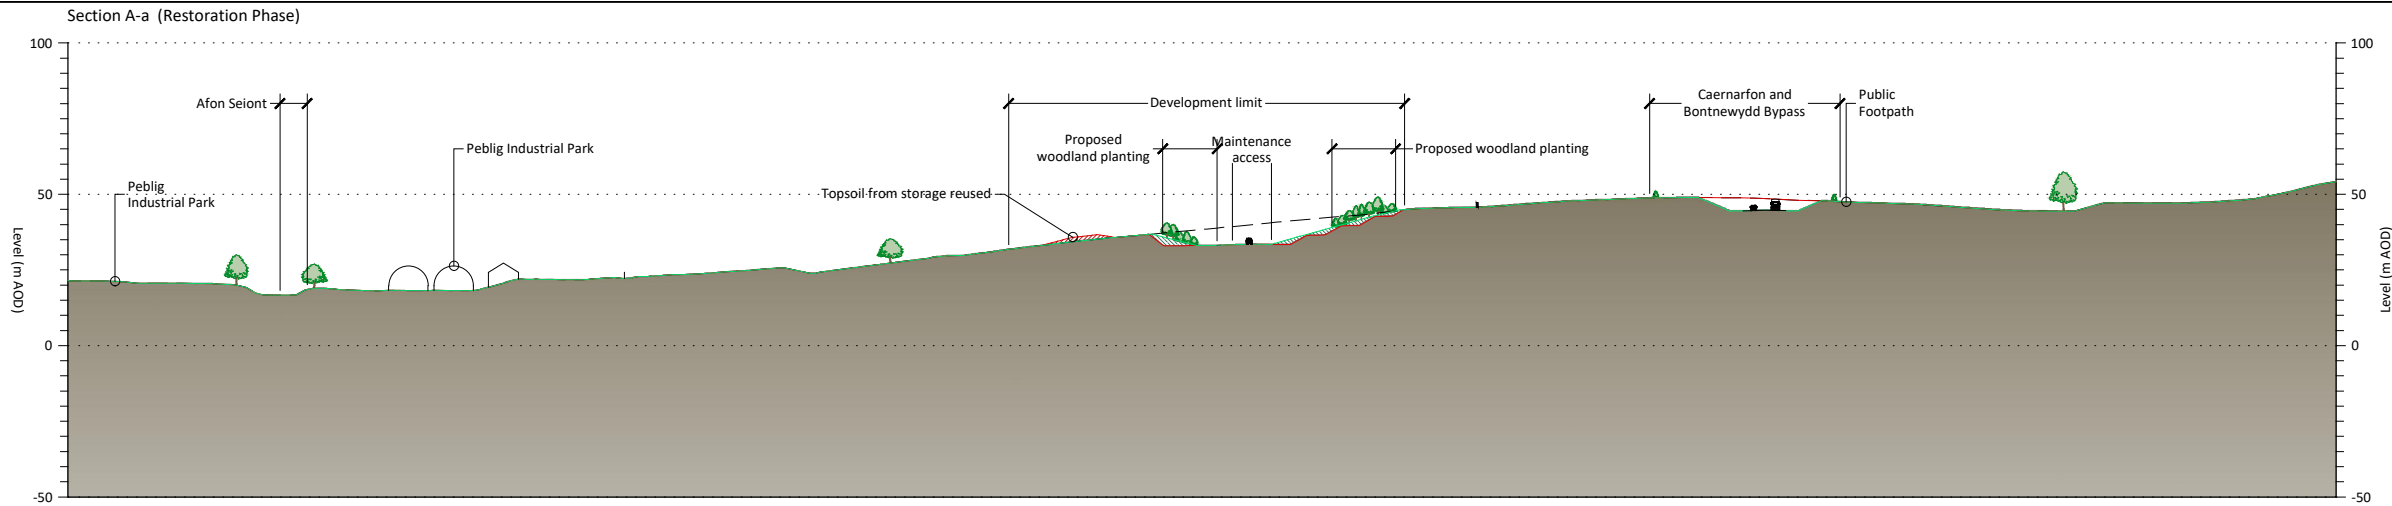 Section A-a (Restoration Phase)
100
100
Afon Seiont
Development limit
Caernarfon and
Bontnewydd Bypass
Public
Footpath
Peblig Industrial Park
Proposed
woodland planting
Maintenance
access
Proposed woodland planting
Peblig
Industrial Park
Topsoil from storage reused
50
50
Level (m AOD)
Level (m AOD)
0
0
-50
-50